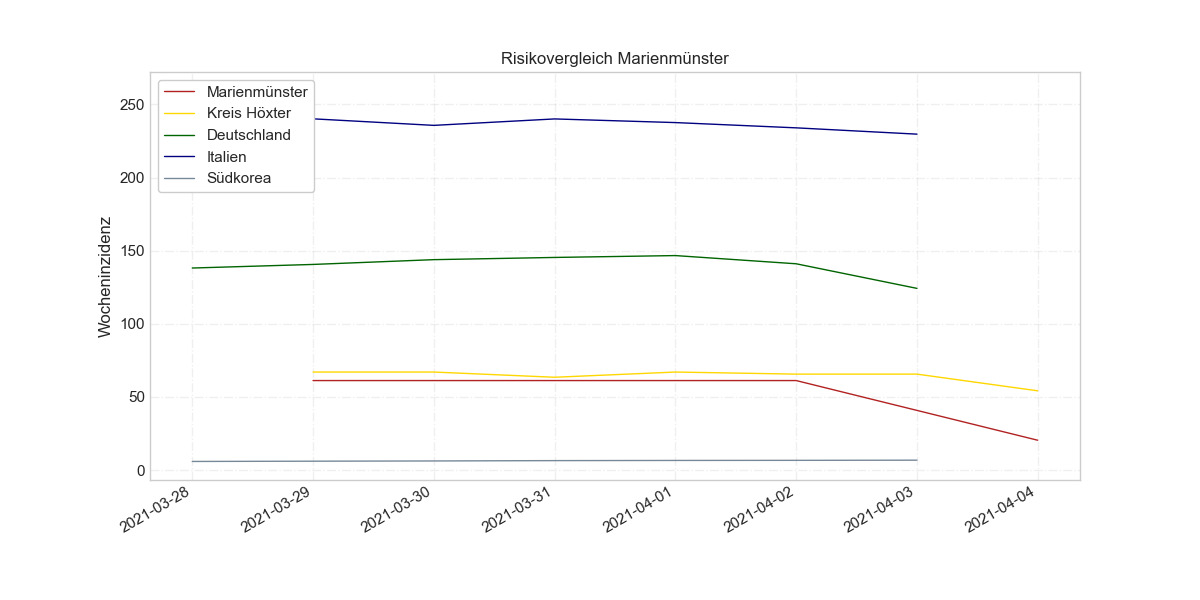 Risikovergleich Marienmünster
Marienmünster
Kreis Höxter
Deutschland
Italien
Südkorea
Wocheninzidenz
250
200
150
100
50
0
2021-03-28
2021-03-29
2021-03-30
2021-03-31
2021-04-01
2021-04-02
2021-04-03
2021-04-04